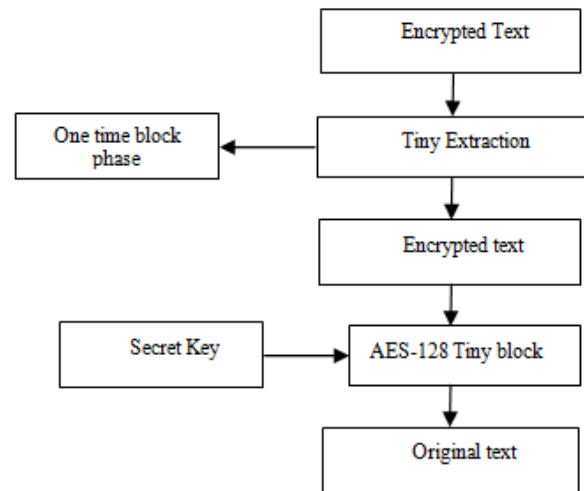 Encrypted Text
One time block
phase
Tiny Extraction
Encrypted text
Secret Key
AES-128 Tiny block
Original text